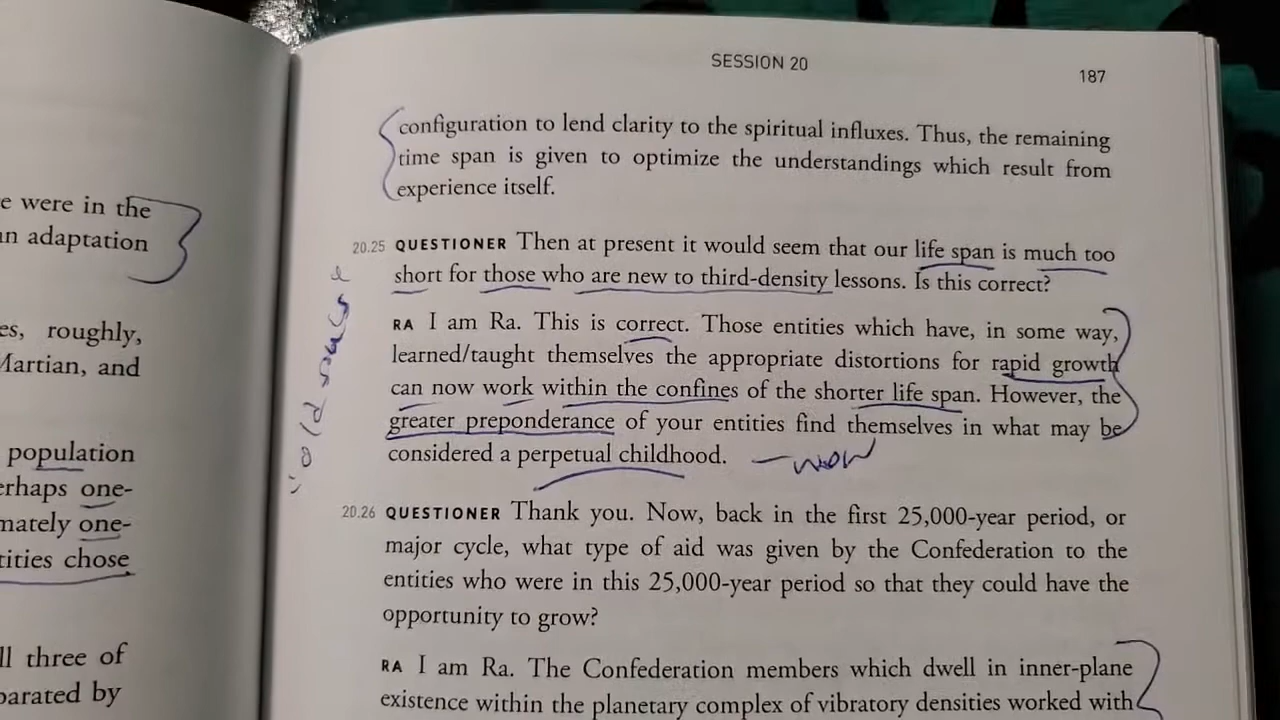 e were in the
n adaptation
es, roughly,
Martian, and
population
erhaps one-
mately one-
tities chose
ll three of
parated by
SESSION 20
187
configuration to lend clarity to the spiritual influxes. Thus, the remaining
time span is given to optimize the understandings which result from
experience itself.
20.25 QUESTIONER Then at present it would seem that our life span is much too
short for those who are new to third-density lessons. Is this correct?
RA I am Ra. This is correct. Those entities which have, in some way,
learned/taught themselves the appropriate distortions for rapid growth
can now work within the confines of the shorter life span. However, the
greater preponderance of your entities find themselves in what may be
considered a perpetual childhood. – wow
"old
20.26 QUESTIONER Thank you. Now, back in the first 25,000-year period, or
major cycle, what type of aid was given by the Confederation to the
entities who were in this 25,000-year period so that they could have the
opportunity to grow?
RA I am Ra. The Confederation members which dwell in inner-plane
existence within the planetary complex of vibratory densities worked with